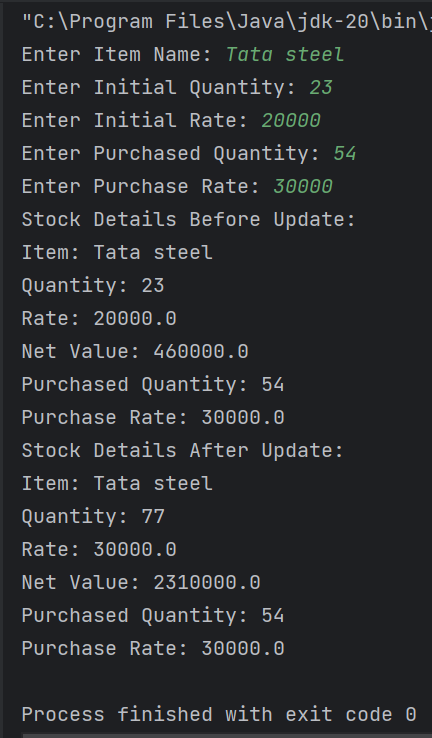 "C:\Program Files\Java\jdk-20\bin\
Enter Item Name: Tata steel
Enter Initial Quantity: 23
Enter Initial Rate: 20000
Enter Purchased Quantity: 54
Enter Purchase Rate: 30000
Stock Details Before Update:
Item: Tata steel
Quantity: 23
Rate: 20000.0
Net Value: 460000.0
Purchased Quantity: 54
Purchase Rate: 30000.0
Stock Details After Update:
Item: Tata steel
Quantity: 77
Rate: 30000.0
Net Value: 2310000.0
Purchased Quantity: 54
Purchase Rate: 30000.0
Process finished with exit code 0